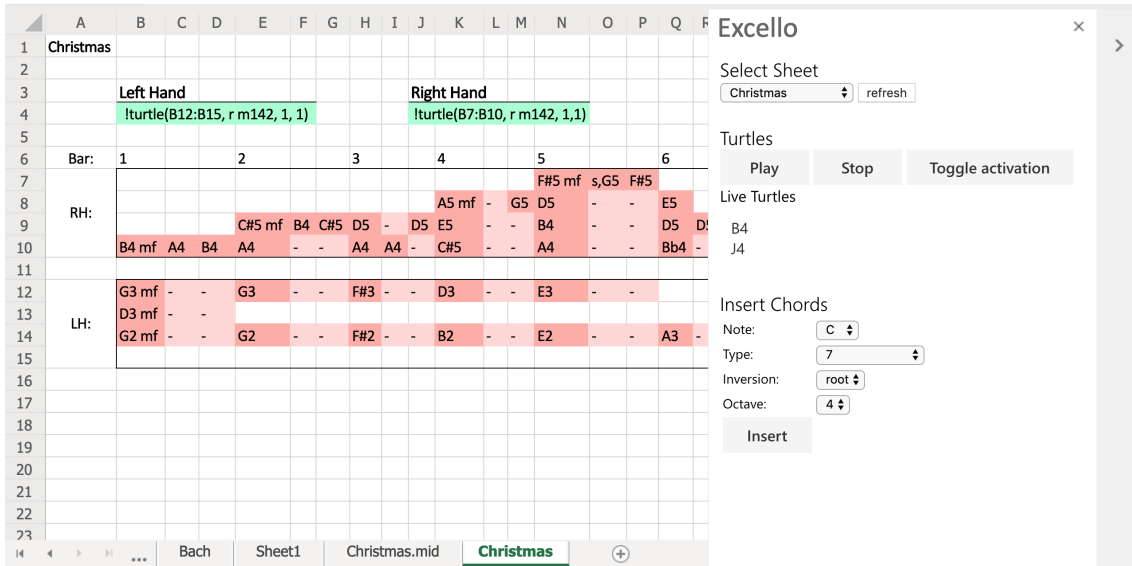 A B C D E F G H I J K L M N O P Q R
1 Christmas
2
3 Left Hand Right Hand
4 !turtle(B12:B15, r m142, 1, 1) !turtle(B7:B10, r m142, 1,1)
5
6 Bar: 1 2 3 4 5 6
7 F#5 mf s,G5 F#5
8 A5 mf - G5 D5 - - E5
RH:
9 C#5 mf B4 C#5 D5 - D5 E5 - - B4 - - D5 D5
10 B4 mf A4 B4 A4 - - A4 A4 - C#5 - - A4 - - Bb4 -
11
12 G3 mf - - G3 - - F#3 - - D3 - - E3 - -
13 D3 mf - -
LH:
14 G2 mf - - G2 - - F#2 - - B2 - - E2 - - A3 -
15
16
17
18
19
20
21
22
23
... Bach Sheet1 Christmas.mid Christmas
Excello
Select Sheet
Christmas refresh
Turtles
Play Stop Toggle activation
Live Turtles
B4
J4
Insert Chords
Note: C
Type: 7
Inversion: root
Octave: 4
Insert